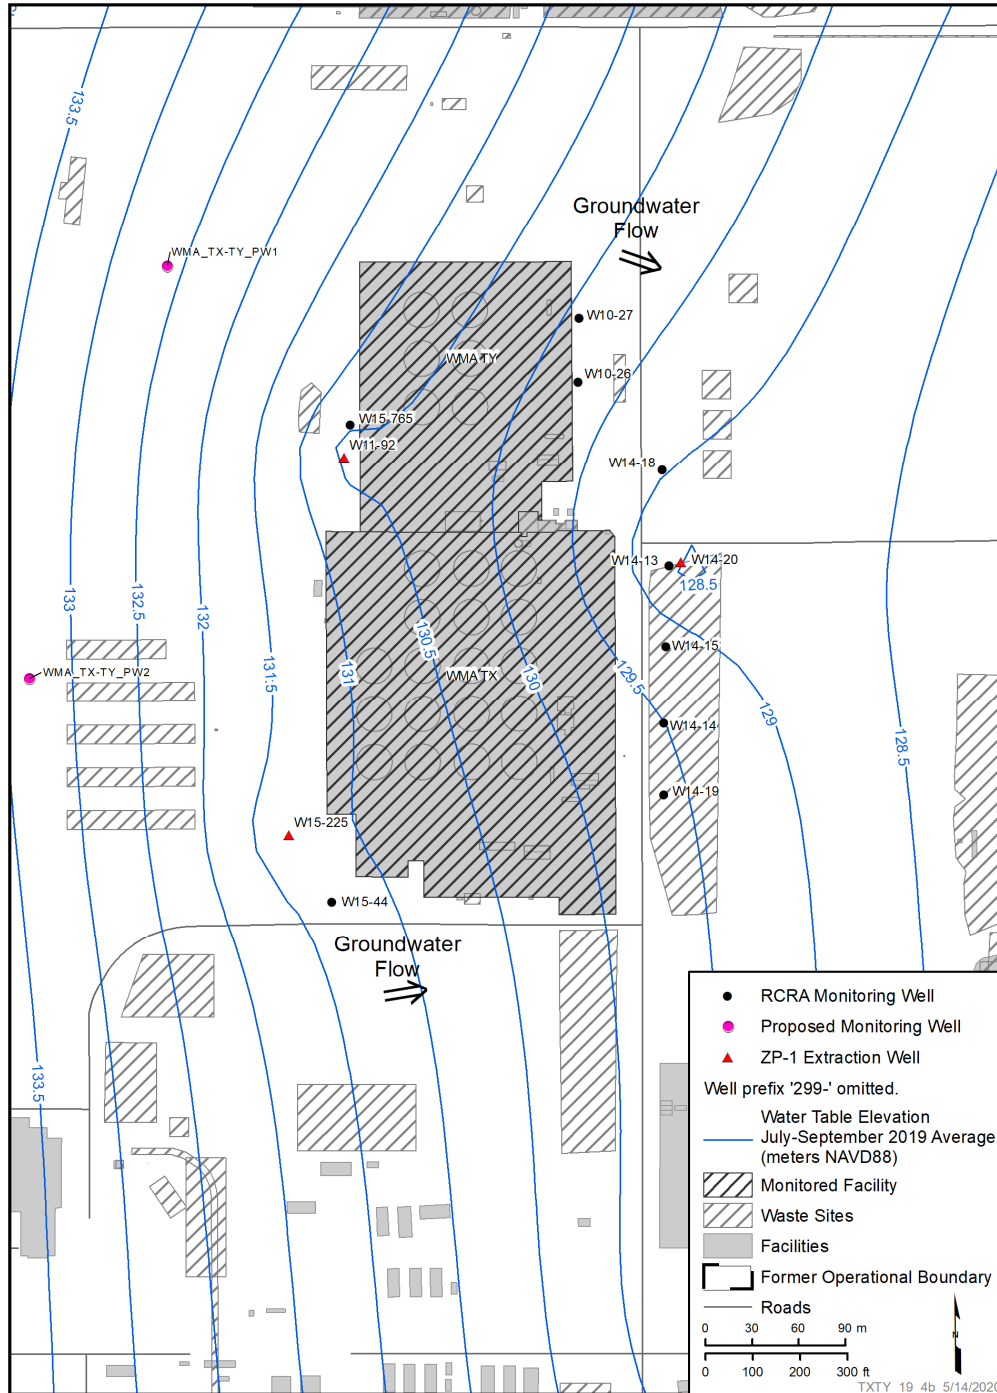 133.5
Groundwater
Flow
WMA_TX-TY_PW1
W10-27
WMA TY
W10-26
W15-765
W11-92
W14-18
W14-13
W14-20
128.5
133
132.5
132
131.5
131
130.5
130
129.5
129
128.5
W14-15
WMA_TX-TY_PW2
WMA TX
W14-14
W14-19
W15-225
W15-44
Groundwater
Flow
133.5
RCRA Monitoring Well
Proposed Monitoring Well
ZP-1 Extraction Well
Well prefix '299-' omitted.
Water Table Elevation
July-September 2019 Average
(meters NAVD88)
Monitored Facility
Waste Sites
Facilities
Former Operational Boundary
Roads
0 30 60 90 m
0 100 200 300 ft
N
TXTY_19_4b_5/14/2020